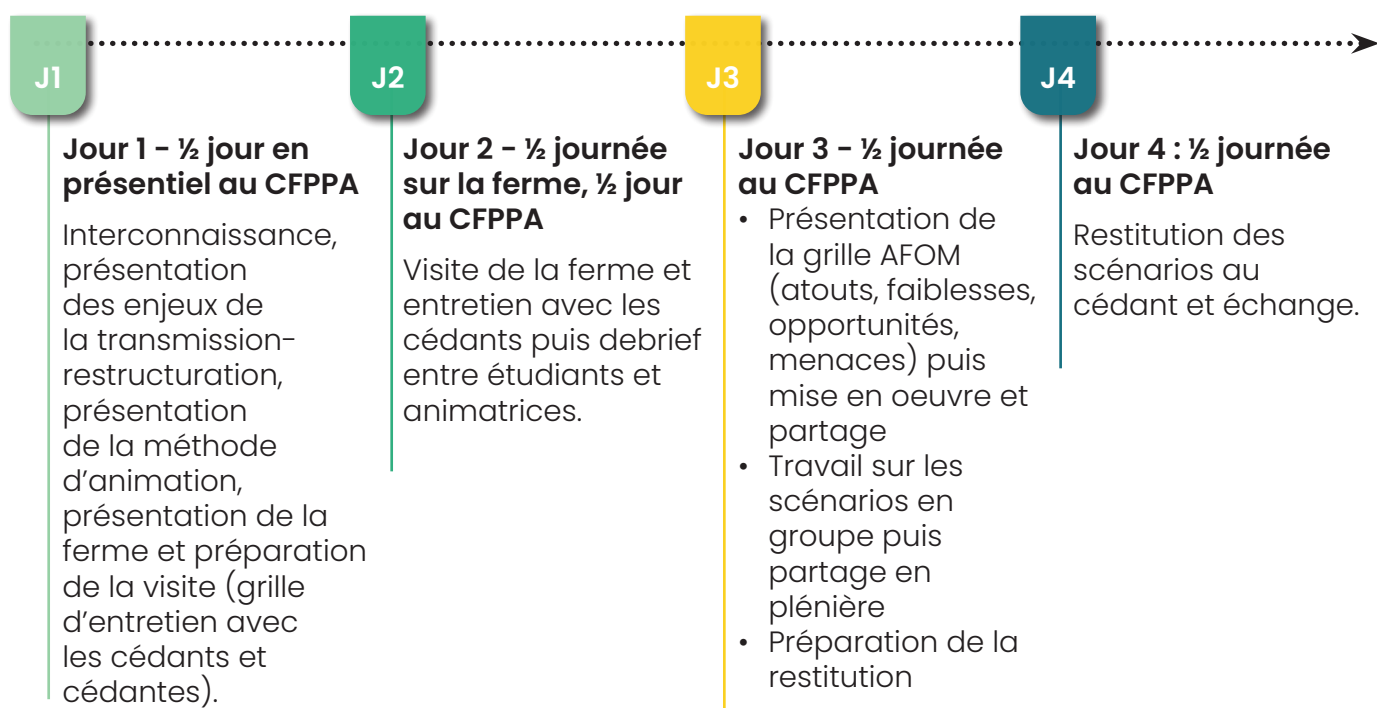 J1
Jour 1 - ½ jour en
présentiel au CFPPA
Interconnaissance,
présentation
des enjeux de
la transmission-
restructuration,
présentation
de la méthode
d’animation,
présentation de la
ferme et préparation
de la visite (grille
d’entretien avec
les cédants et
cédantes).
J2
Jour 2 - ½ journée
sur la ferme, ½ jour
au CFPPA
Visite de la ferme et
entretien avec les
cédants puis debrief
entre étudiants et
animatrices.
J3
Jour 3 - ½ journée
au CFPPA
• Présentation de
la grille AFOM
(atouts, faiblesses,
opportunités,
menaces) puis
mise en oeuvre et
partage
• Travail sur les
scénarios en
groupe puis
partage en
plénière
• Préparation de la
restitution
J4
Jour 4 : ½ journée
au CFPPA
Restitution des
scénarios au
cédant et échange.